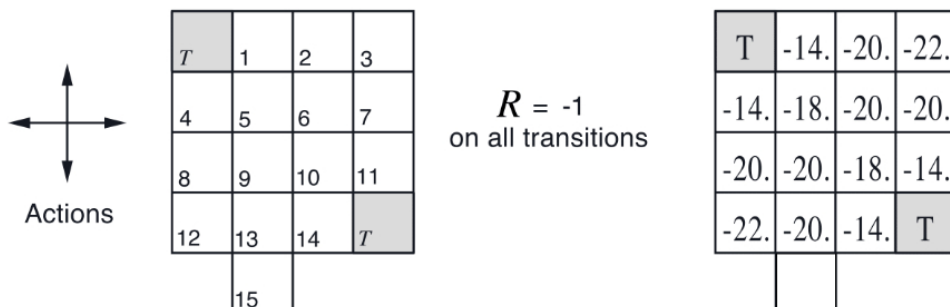 T 1 2 3
4 5 6 7
8 9 10 11
12 13 14 T
15
Actions
R = -1
on all transitions
T -14. -20. -22.
-14. -18. -20. -20.
-20. -20. -18. -14.
-22. -20. -14. T